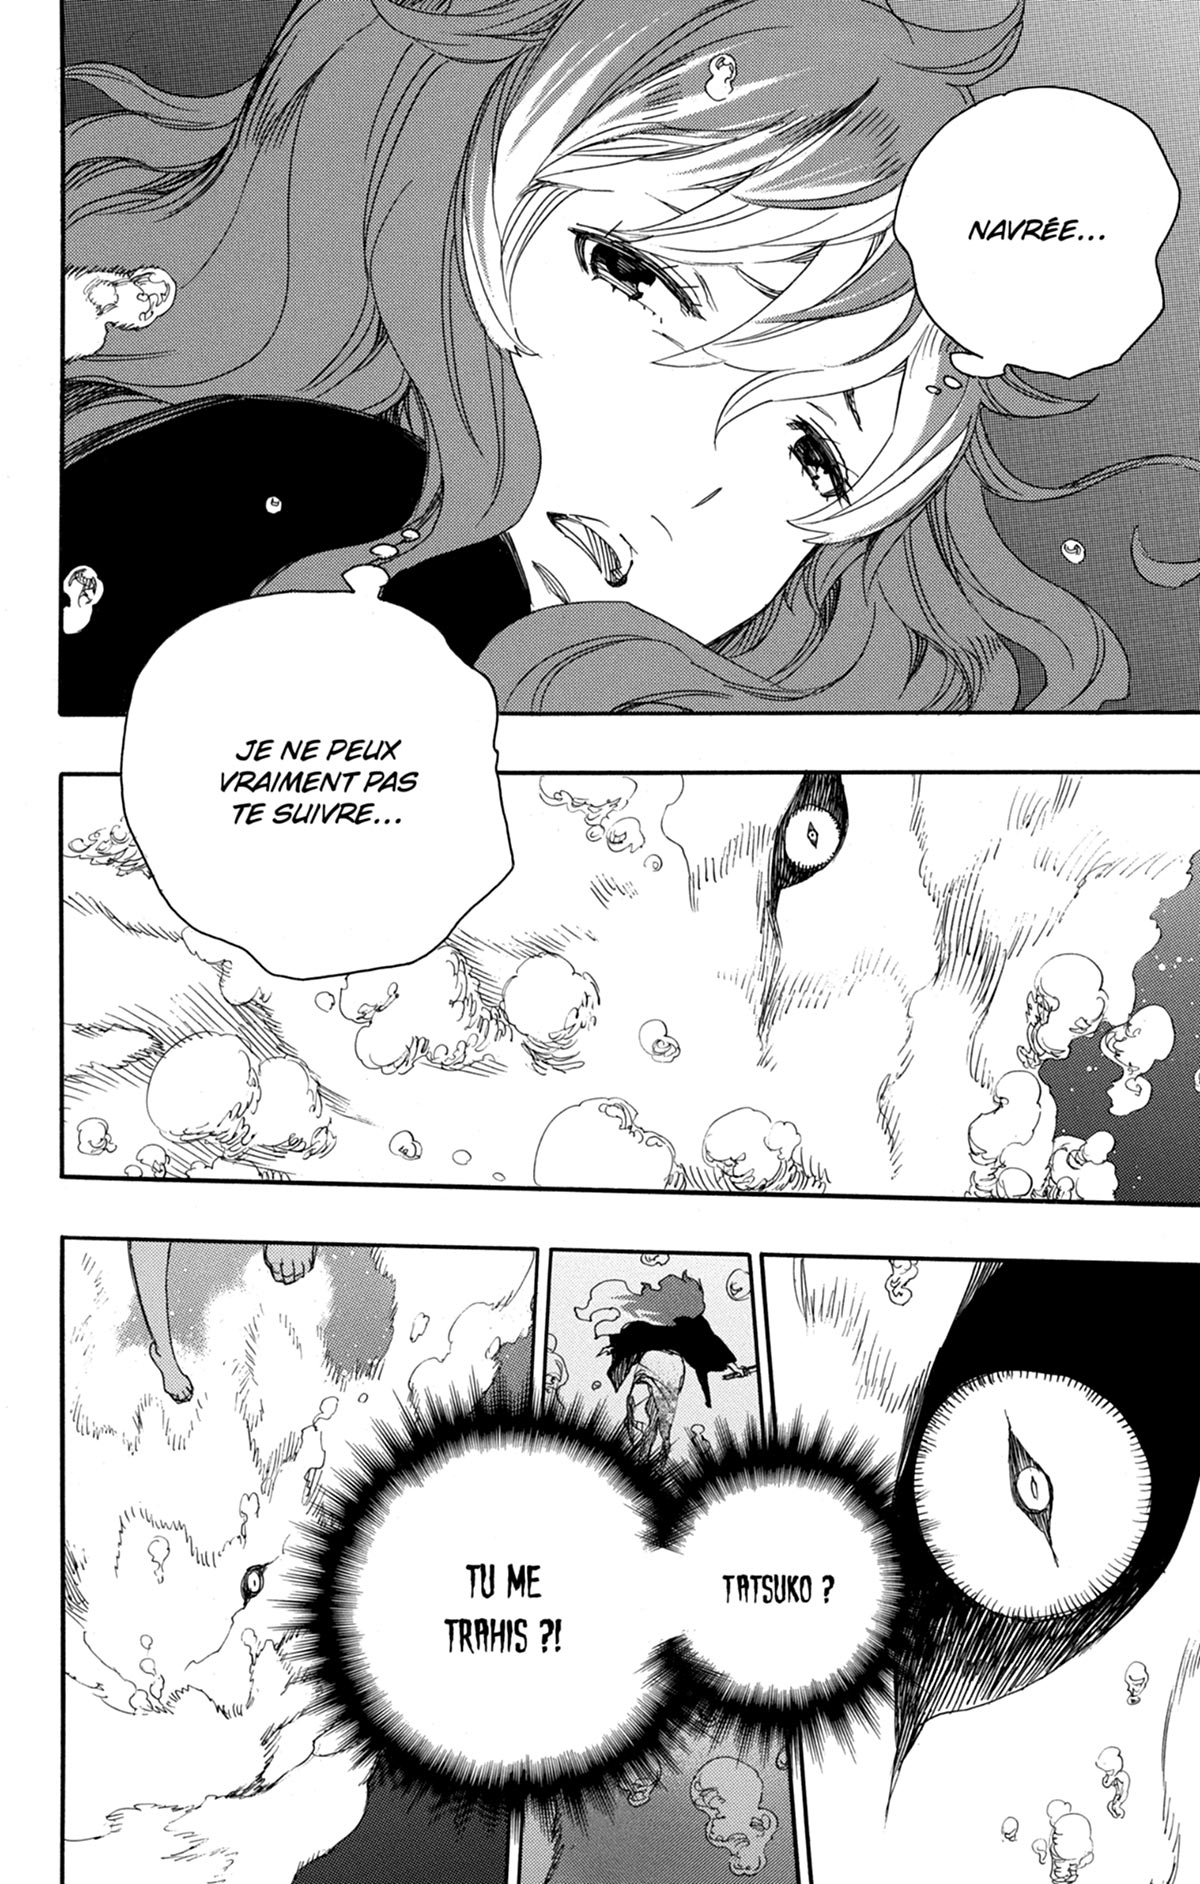 NAVRÉE...
JE NE PEUX
VRAIMENT PAS
TE SUIVRE...
TATSUKO ?
TU ME
TRAHIS ?!